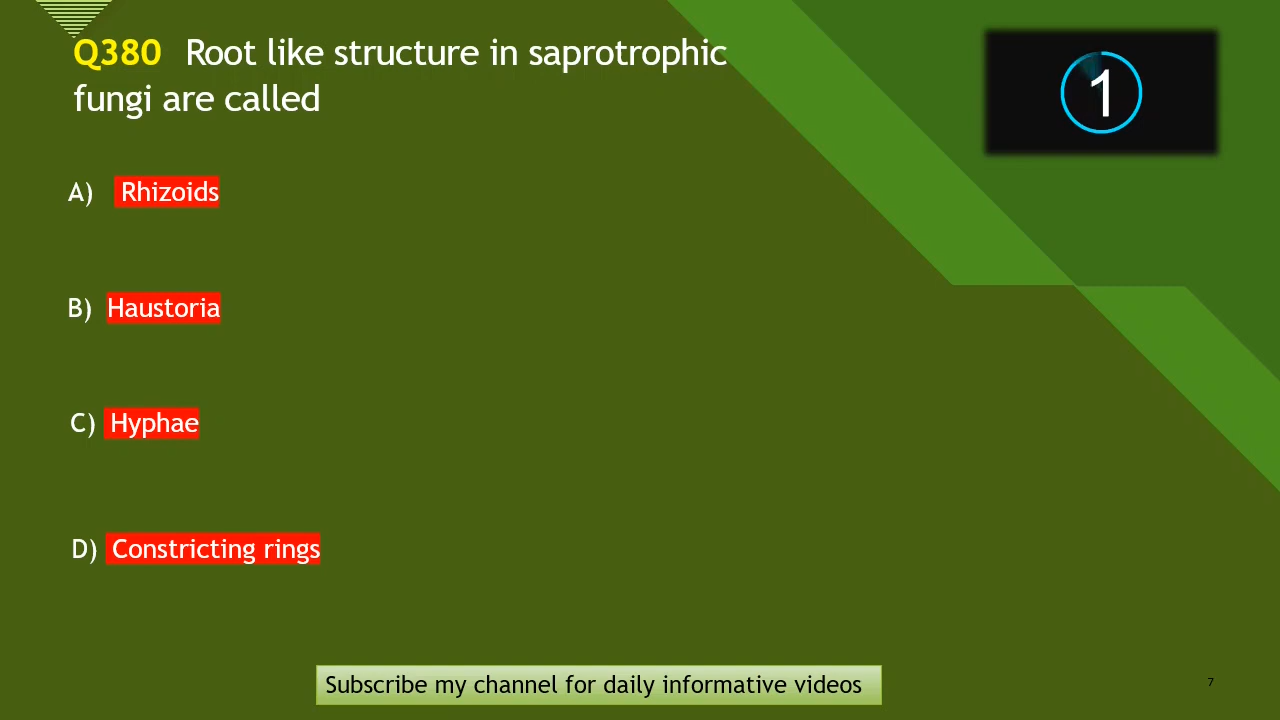 Q380 Root like structure in saprotrophic
fungi are called
1
A) Rhizoids
B) Haustoria
C) Hyphae
D) Constricting rings
Subscribe my channel for daily informative videos
7